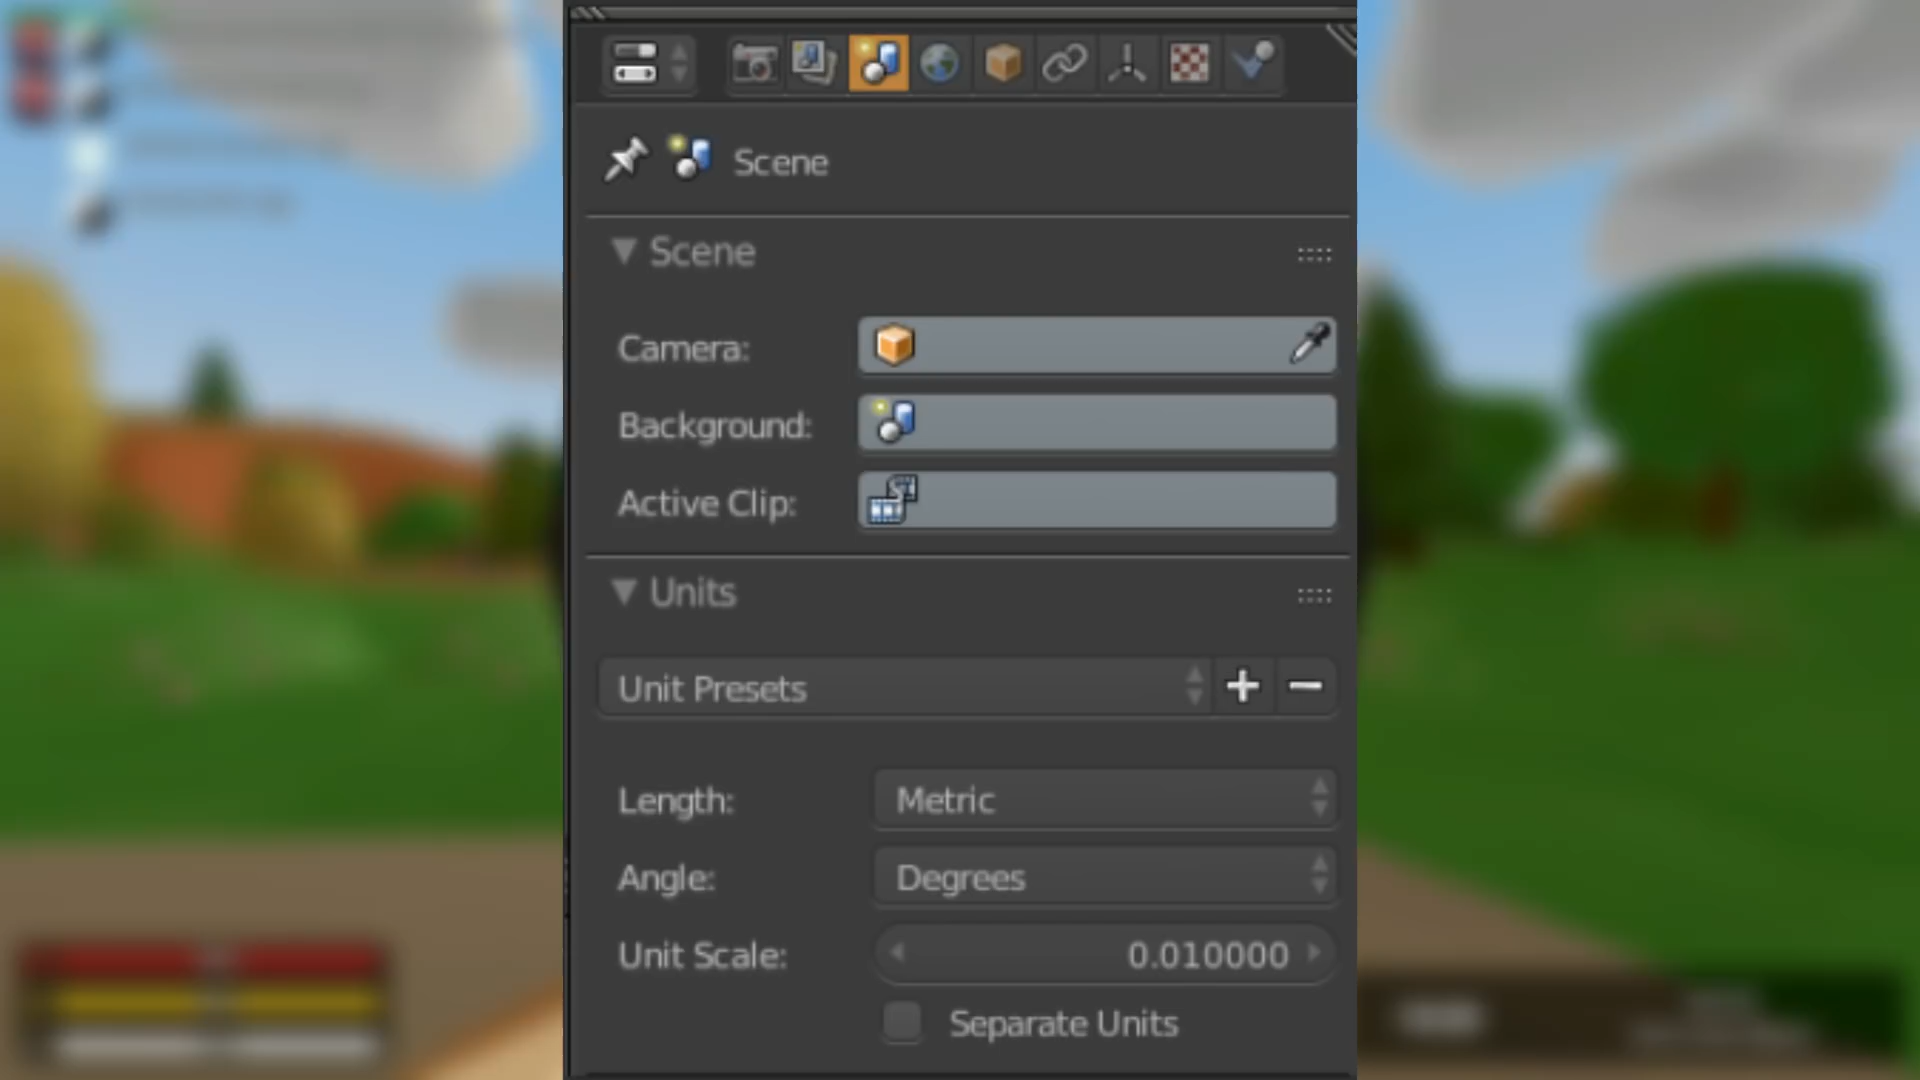 Scene
Scene
Camera:
Background:
Active Clip:
Units
Unit Presets
Length: Metric
Angle: Degrees
Unit Scale: 0.010000
Separate Units